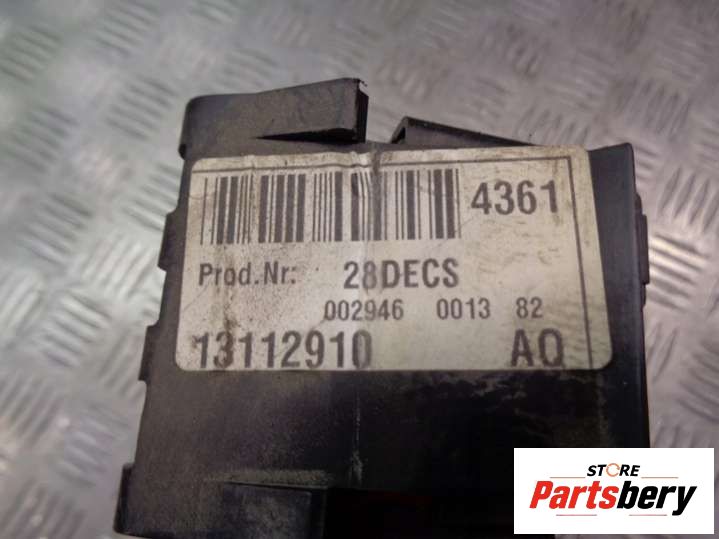 4361
Prod.Nr: 28DECS
002946 0013 82
13112910 AQ
STORE
Partsbery